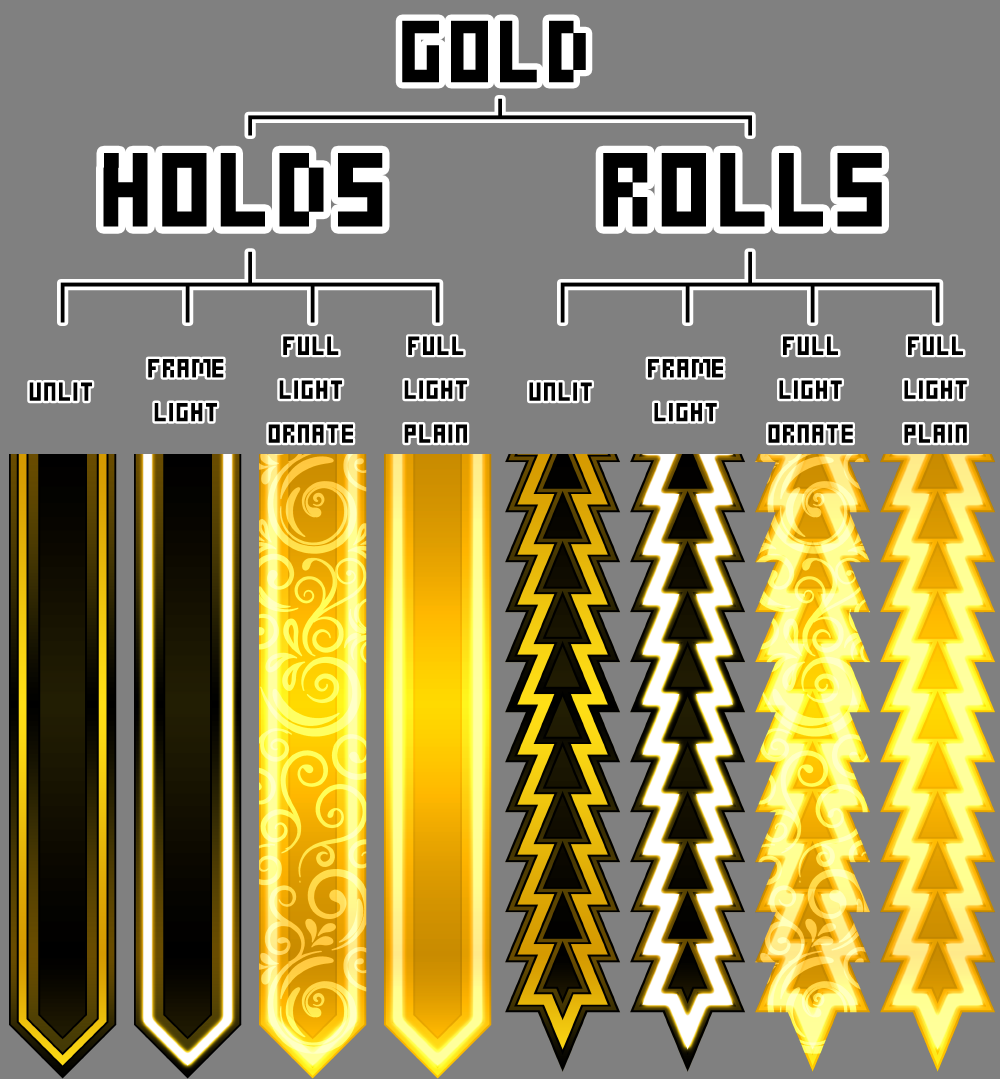 GOLD
HOLDS
ROLLS
UNLIT
FRAME
LIGHT
FULL
LIGHT
ORNATE
FULL
LIGHT
PLAIN
UNLIT
FRAME
LIGHT
FULL
LIGHT
ORNATE
FULL
LIGHT
PLAIN